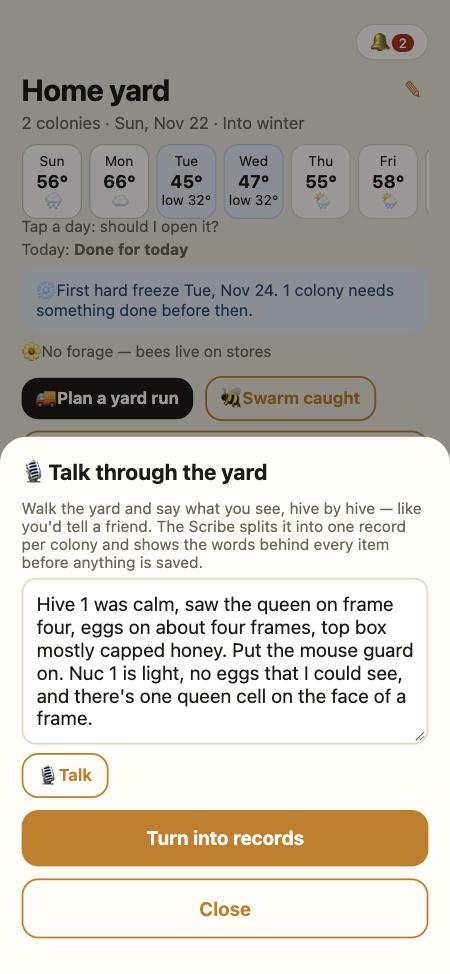 2
Home yard
2 colonies · Sun, Nov 22 · Into winter
Sun Mon Tue Wed Thu Fri
56° 66° 45° 47° 55° 58°
low 32° low 32°
Tap a day: should I open it?
Today: Done for today
First hard freeze Tue, Nov 24. 1 colony needs
something done before then.
No forage — bees live on stores
Plan a yard run Swarm caught
Talk through the yard
Walk the yard and say what you see, hive by hive — like
you'd tell a friend. The Scribe splits it into one record
per colony and shows the words behind every item
before anything is saved.
Hive 1 was calm, saw the queen on frame
four, eggs on about four frames, top box
mostly capped honey. Put the mouse guard
on. Nuc 1 is light, no eggs that I could see,
and there's one queen cell on the face of a
frame.
Talk
Turn into records
Close